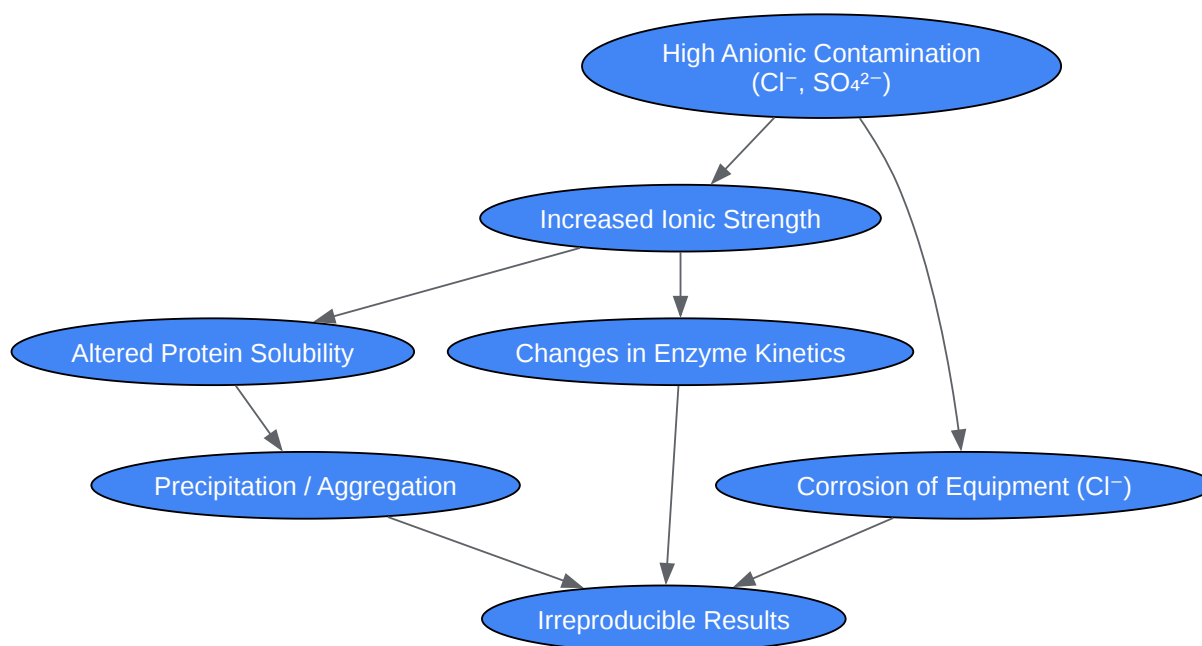 High Anionic Contamination
(Cl⁻, SO₄²⁻)
Increased Ionic Strength
Altered Protein Solubility
Changes in Enzyme Kinetics
Precipitation / Aggregation
Corrosion of Equipment (Cl⁻)
Irreproducible Results